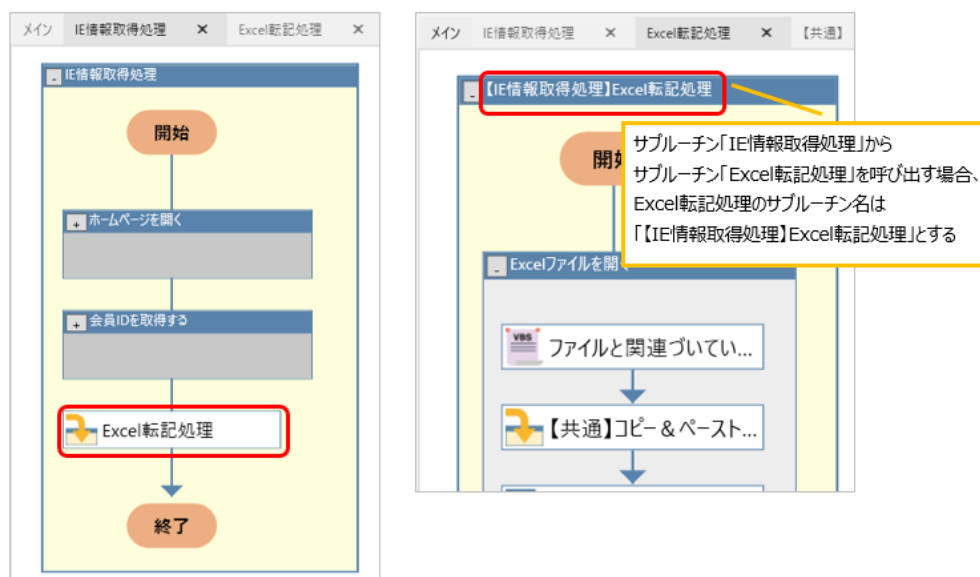 メイン IE情報取得処理 × Excel転記処理 ×
- IE情報取得処理
開始
+ ホームページを開く
+ 会員IDを取得する
Excel転記処理
終了
メイン IE情報取得処理 × Excel転記処理 × 【共通】
- 【IE情報取得処理】Excel転記処理
サブルーチン「IE情報取得処理」から
サブルーチン「Excel転記処理」を呼び出す場合、
Excel転記処理のサブルーチン名は
「【IE情報取得処理】Excel転記処理」とする
開
- Excelファイルを開
VBS ファイルと関連づいてい...
【共通】コピー&ペースト...